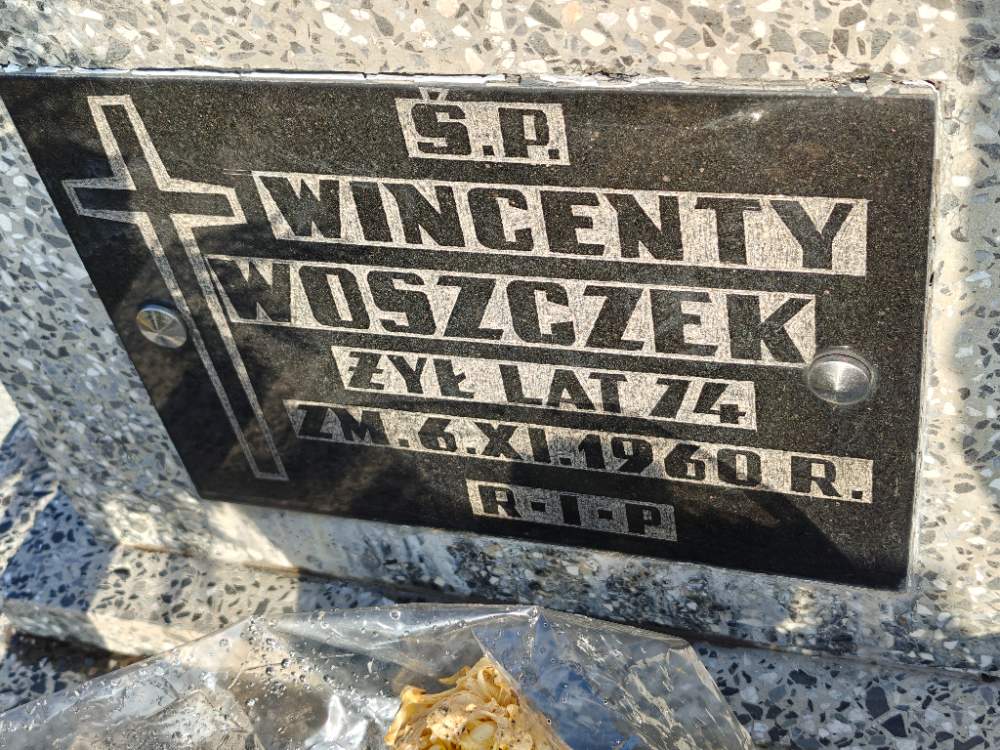 Ś.P.
WINCENTY
WOSZCZEK
ŻYŁ LAT 74
ZM. 6.XI.1960 R.
R-I-P